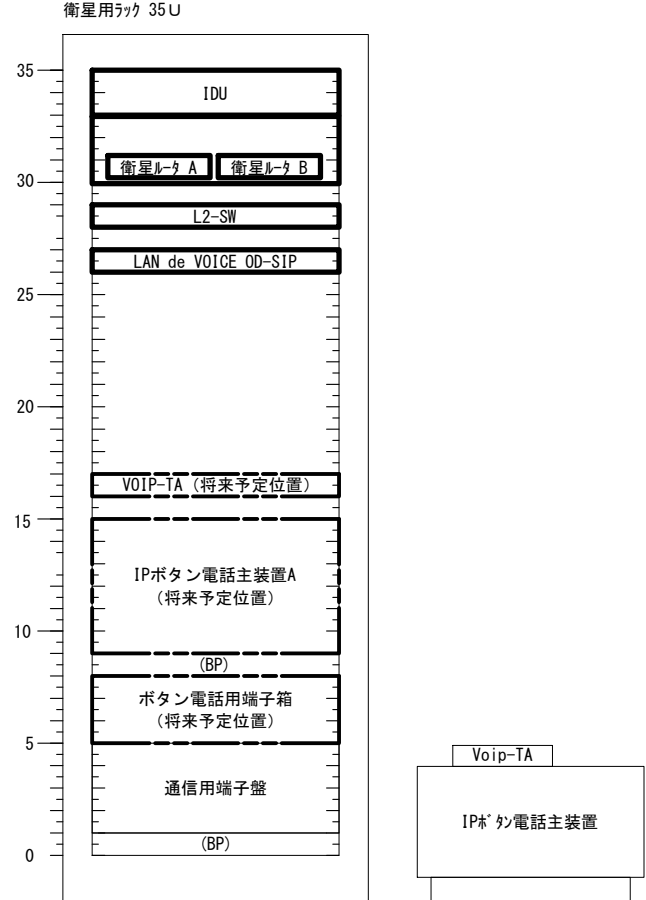 衛星用ﾗｯｸ 35U
35
IDU
衛星ﾙｰﾀ A
衛星ﾙｰﾀ B
30
L2-SW
LAN de VOICE OD-SIP
25
20
VOIP-TA (将来予定位置)
15
IPボタン電話主装置A
(将来予定位置)
10
(BP)
ボタン電話用端子箱
(将来予定位置)
5
通信用端子盤
(BP)
0
Voip-TA
IPﾎﾞﾀﾝ電話主装置